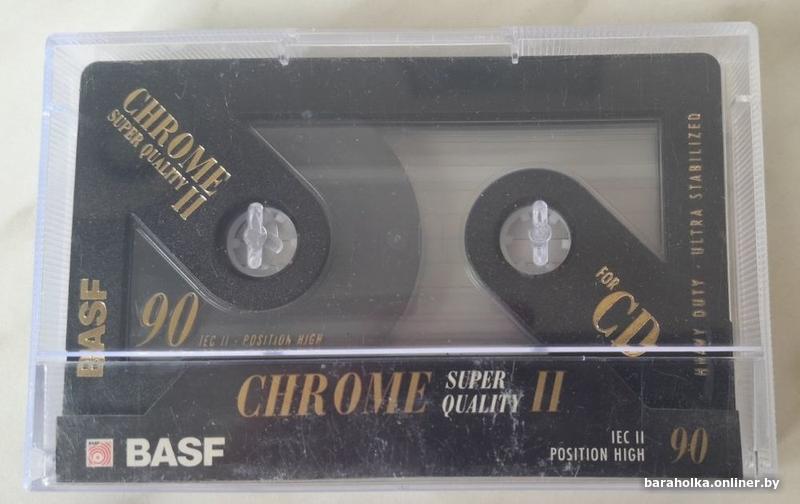 CHROME
SUPER QUALITY II
BASF
90
IEC II · POSITION HIGH
FOR
CD
HEAVY DUTY · ULTRA STABILIZED
CHROME SUPER QUALITY II
BASF
IEC II
POSITION HIGH
90
baraholka.onliner.by